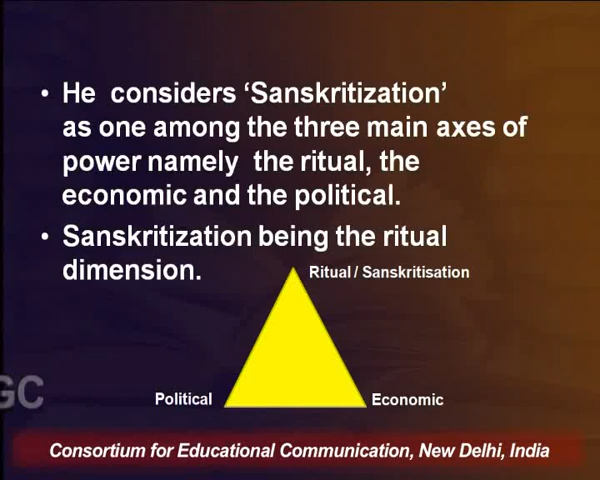 • He considers ‘Sanskritization’
as one among the three main axes of
power namely the ritual, the
economic and the political.
• Sanskritization being the ritual
dimension.
Ritual / Sanskritisation
Political
Economic
GC
Consortium for Educational Communication, New Delhi, India